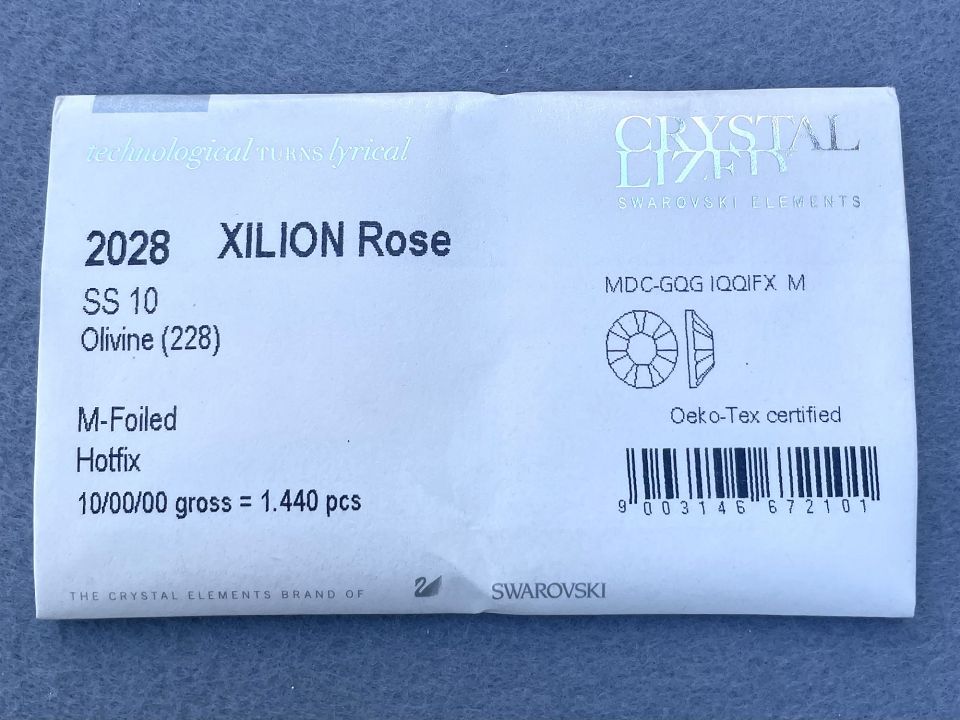 technological TURNS lyrical
CRYSTAL
LIZED
SWAROVSKI ELEMENTS
2028 XILION Rose
SS 10
Olivine (228)
MDC-GQG IQQIFX M
M-Foiled
Hotfix
10/00/00 gross = 1.440 pcs
Oeko-Tex certified
9 003146 672101
THE CRYSTAL ELEMENTS BRAND OF SWAROVSKI